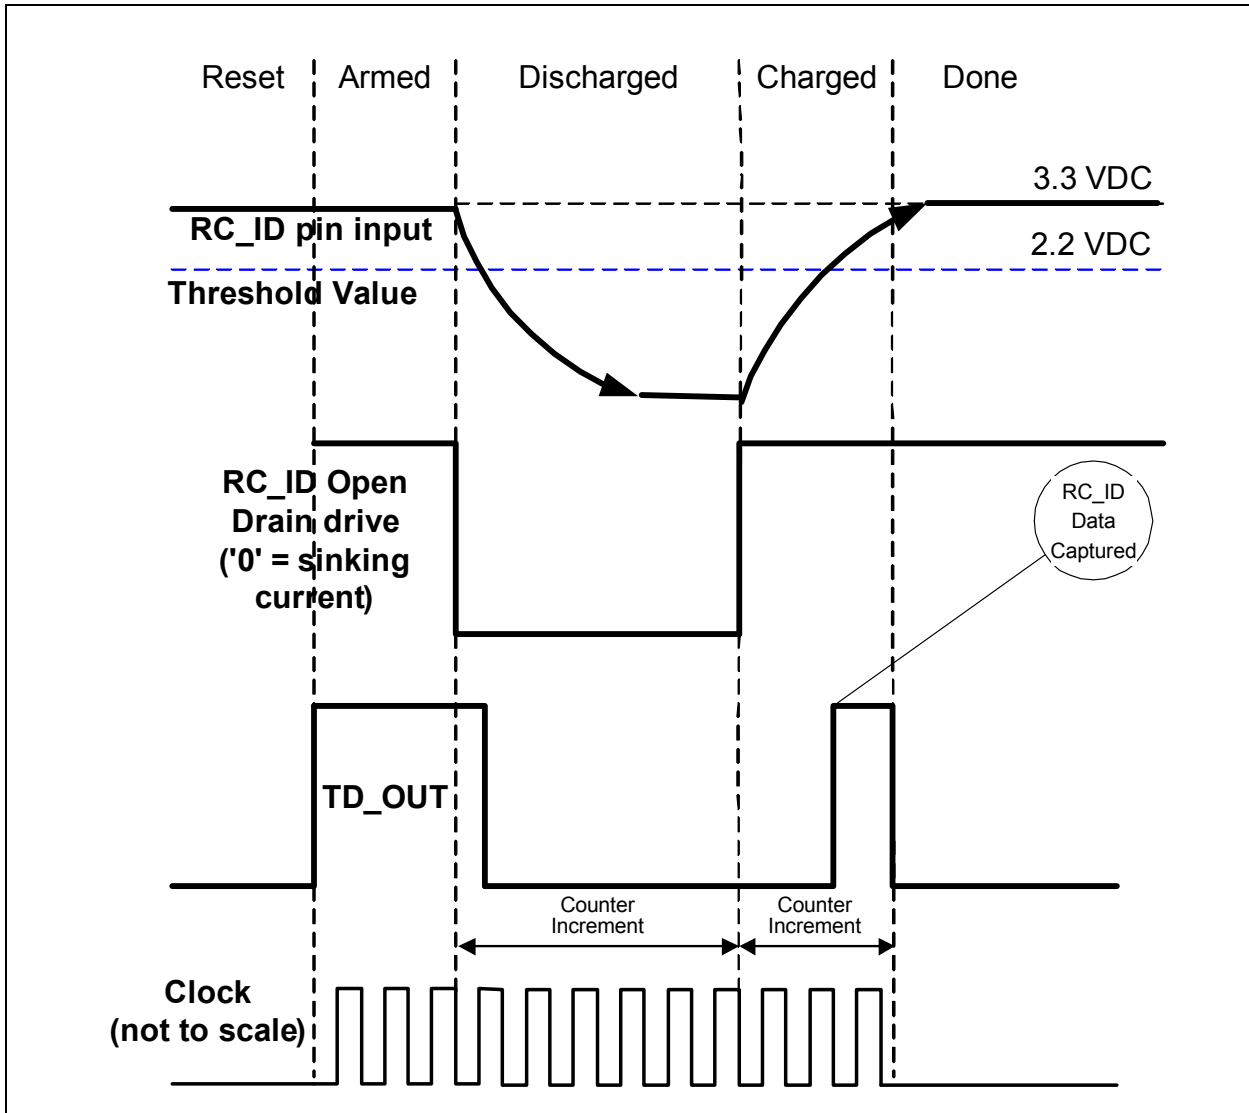 Reset
Armed
Discharged
Charged
Done
3.3 VDC
RC_ID pin input
2.2 VDC
Threshold Value
RC_ID Open
Drain drive
('0' = sinking
current)
RC_ID
Data
Captured
TD_OUT
Counter
Increment
Counter
Increment
Clock
(not to scale)